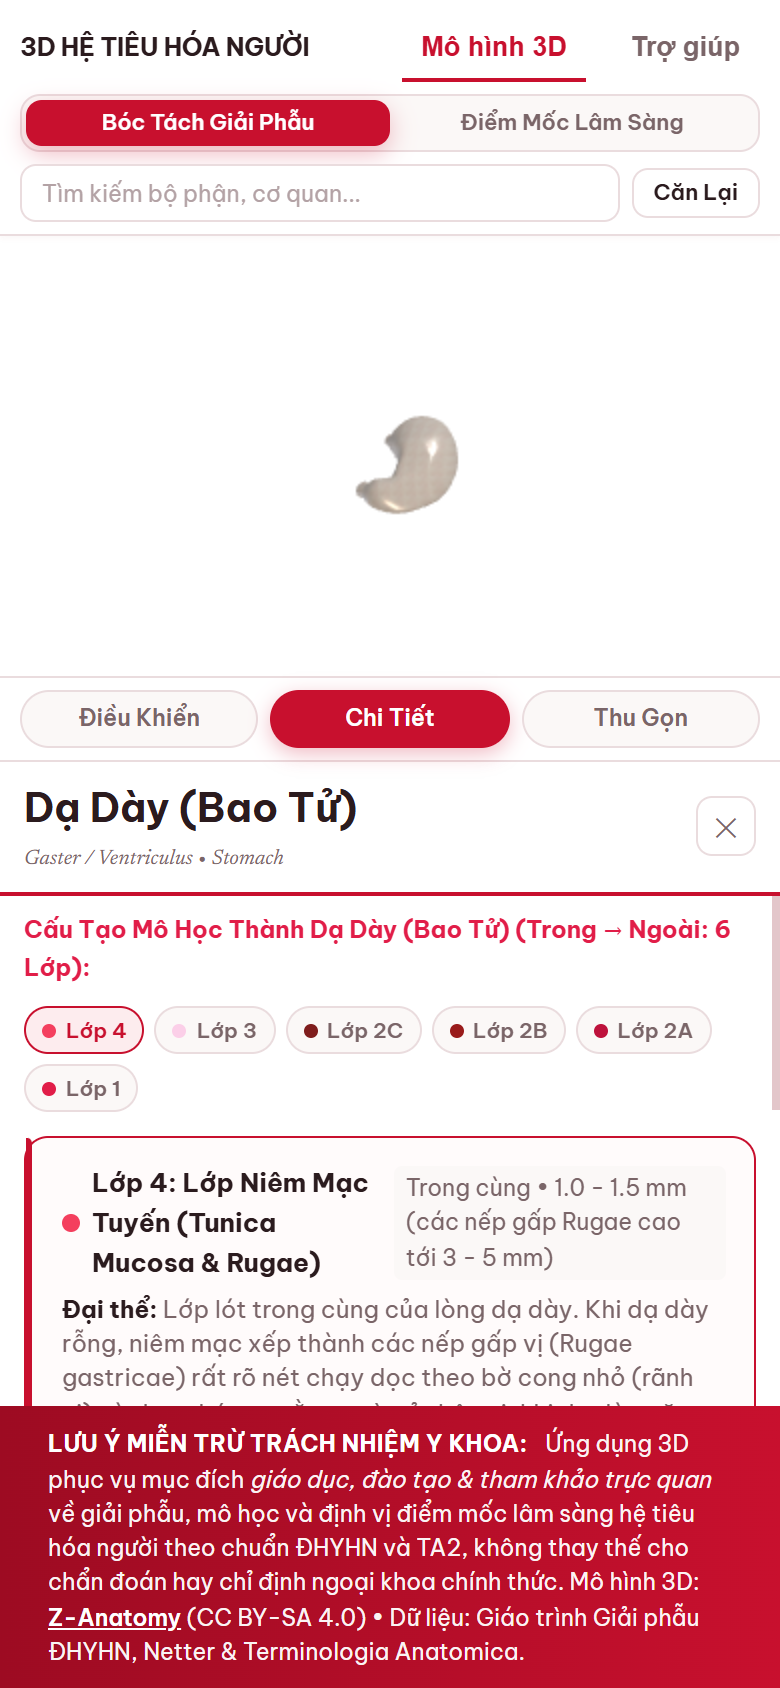 3D HỆ TIÊU HÓA NGƯỜI
Mô hình 3D
Trợ giúp
Bóc Tách Giải Phẫu
Điểm Mốc Lâm Sàng
Tìm kiếm bộ phận, cơ quan...
Căn Lại
Điều Khiển
Chi Tiết
Thu Gọn
Dạ Dày (Bao Tử)
Gaster / Ventriculus • Stomach
Cấu Tạo Mô Học Thành Dạ Dày (Bao Tử) (Trong → Ngoài: 6
Lớp):
Lớp 4
Lớp 3
Lớp 2C
Lớp 2B
Lớp 2A
Lớp 1
Lớp 4: Lớp Niêm Mạc
Tuyến (Tunica
Mucosa & Rugae)
Trong cùng • 1.0 - 1.5 mm
(các nếp gấp Rugae cao
tới 3 - 5 mm)
Đại thể: Lớp lót trong cùng của lòng dạ dày. Khi dạ dày
rỗng, niêm mạc xếp thành các nếp gấp vị (Rugae
gastricae) rất rõ nét chạy dọc theo bờ cong nhỏ (rãnh
LƯU Ý MIỄN TRỪ TRÁCH NHIỆM Y KHOA: Ứng dụng 3D
phục vụ mục đích giáo dục, đào tạo & tham khảo trực quan
về giải phẫu, mô học và định vị điểm mốc lâm sàng hệ tiêu
hóa người theo chuẩn ĐHYHN và TA2, không thay thế cho
chẩn đoán hay chỉ định ngoại khoa chính thức. Mô hình 3D:
Z-Anatomy (CC BY-SA 4.0) • Dữ liệu: Giáo trình Giải phẫu
ĐHYHN, Netter & Terminologia Anatomica.